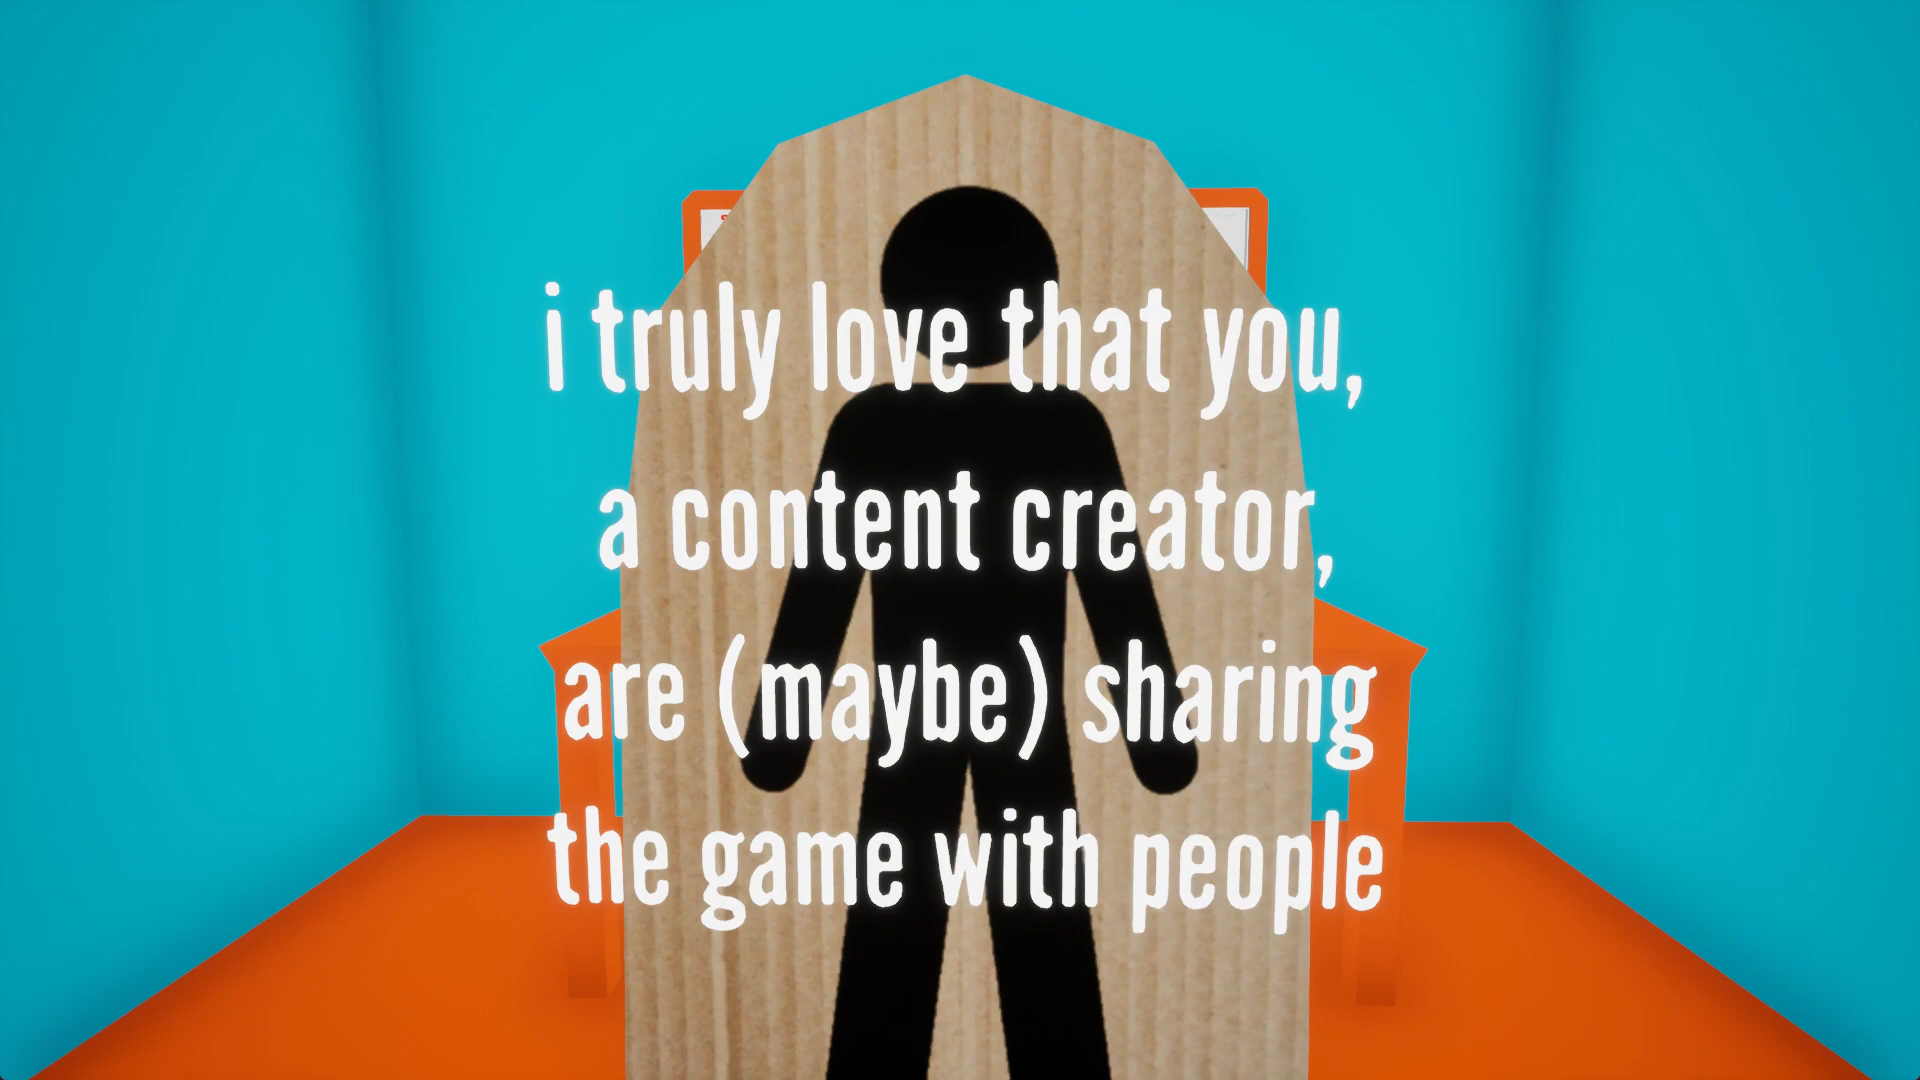 i truly love that you,
a content creator,
are (maybe) sharing
the game with people